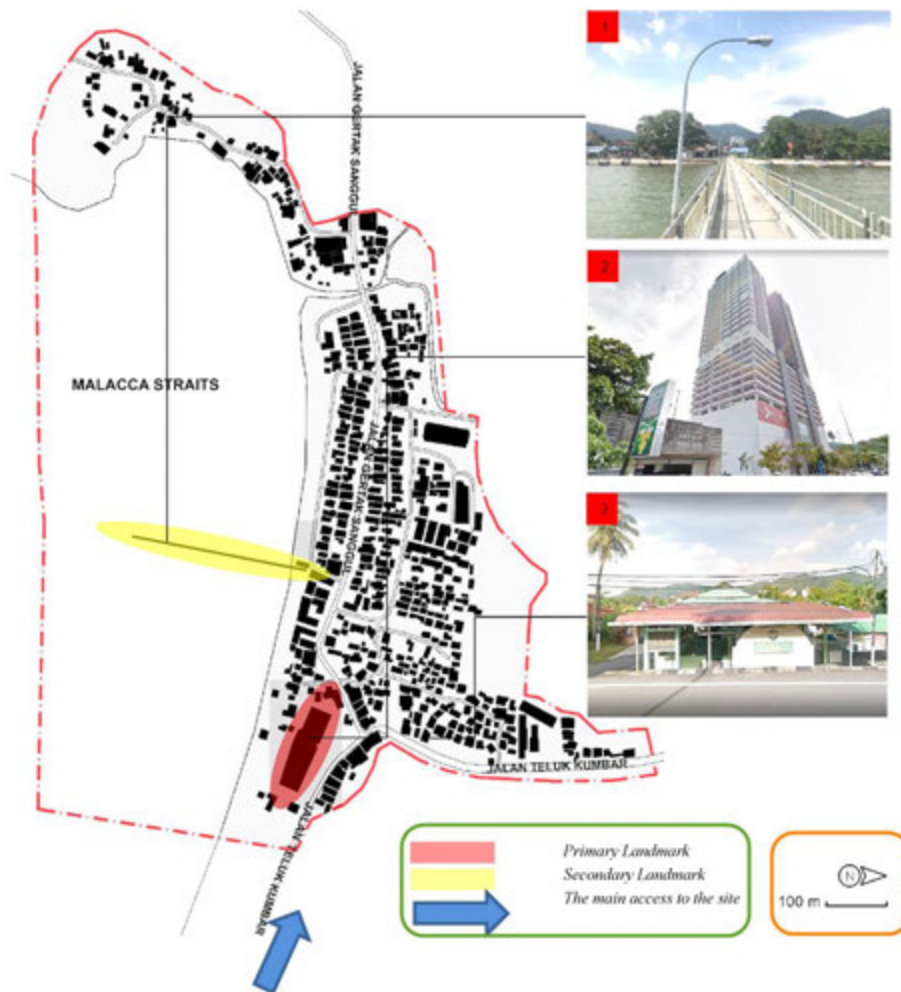 1
JALAN GERTAK SANGGUL
2
MALACCA STRAITS
JALAN GERTAK SANGGUL
3
JALAN TELUK KUMBAR
JALAN TELUK KUMBAR
Primary Landmark
Secondary Landmark
The main access to the site
N
100 m